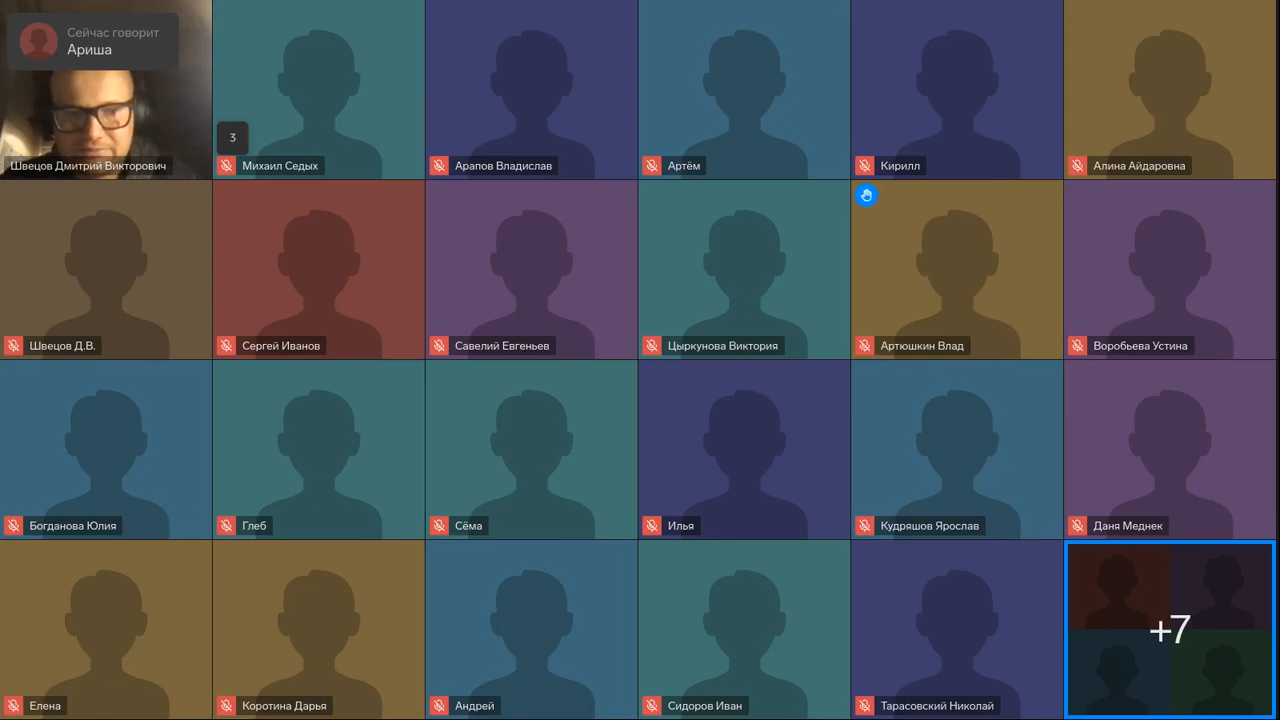 Сейчас говорит
Ариша
Швецов Дмитрий Викторович
3
Михаил Седых
Арапов Владислав
Артём
Кирилл
Алина Айдаровна
Швецов Д.В.
Сергей Иванов
Савелий Евгеньев
Цыркунова Виктория
Артюшкин Влад
Воробьева Устина
Богданова Юлия
Глеб
Сёма
Илья
Кудряшов Ярослав
Даня Меднек
Елена
Коротина Дарья
Андрей
Сидоров Иван
Тарасовский Николай
+7